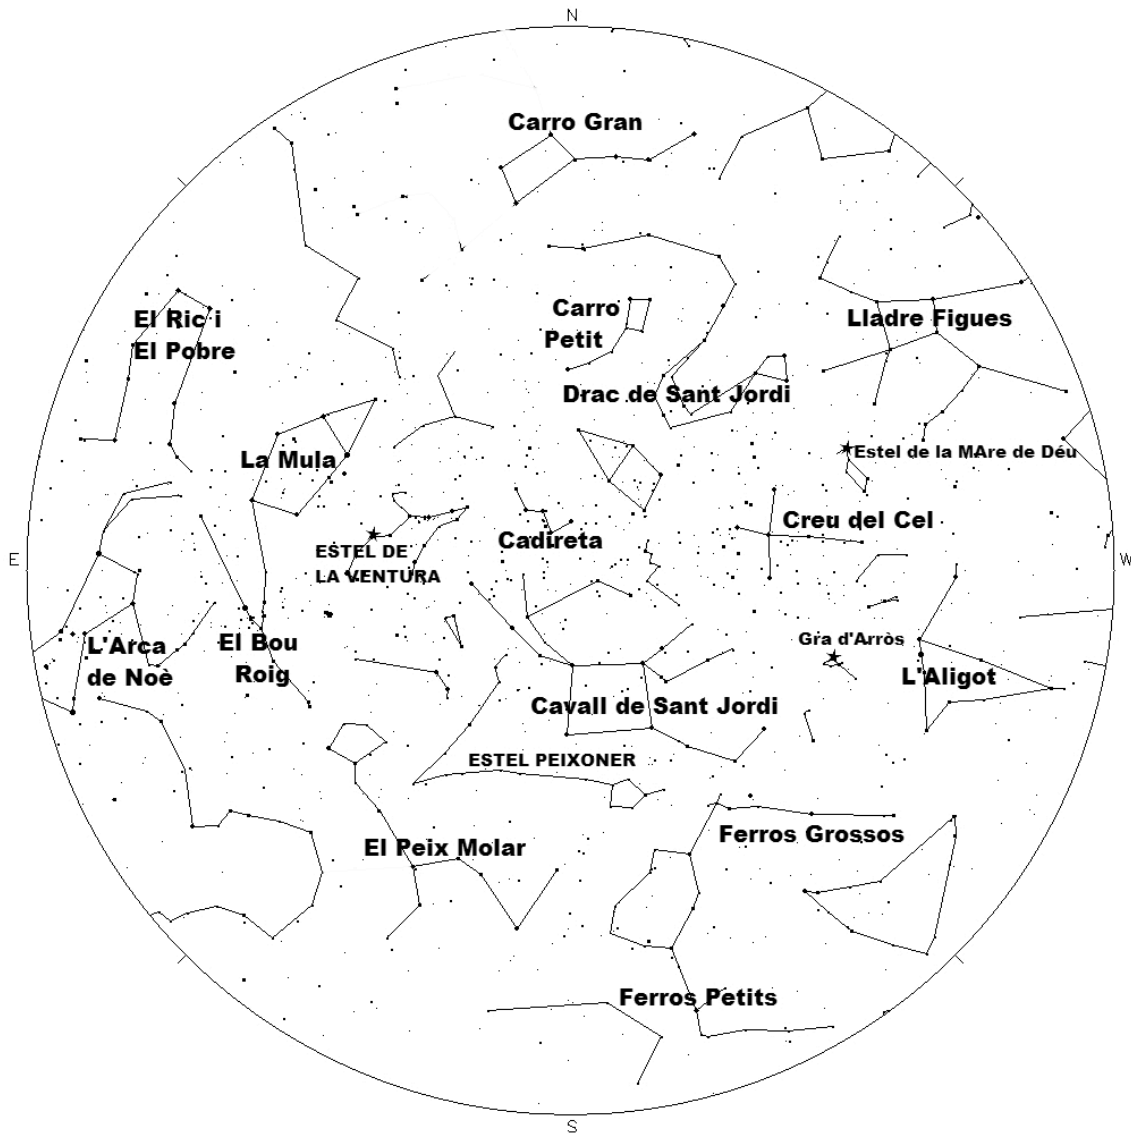 N
Carro Gran
Carro
Petit
El Ric i
El Pobre
Lladre Figues
Drac de Sant Jordi
La Mula
Estel de la MAre de Déu
Creu del Cel
Cadireta
ESTEL DE
LA VENTURA
E
W
L'Arca
de Noè
El Bou
Roig
Gra d'Arròs
L'Aligot
Cavall de Sant Jordi
ESTEL PEIXONER
Ferros Grossos
El Peix Molar
Ferros Petits
S